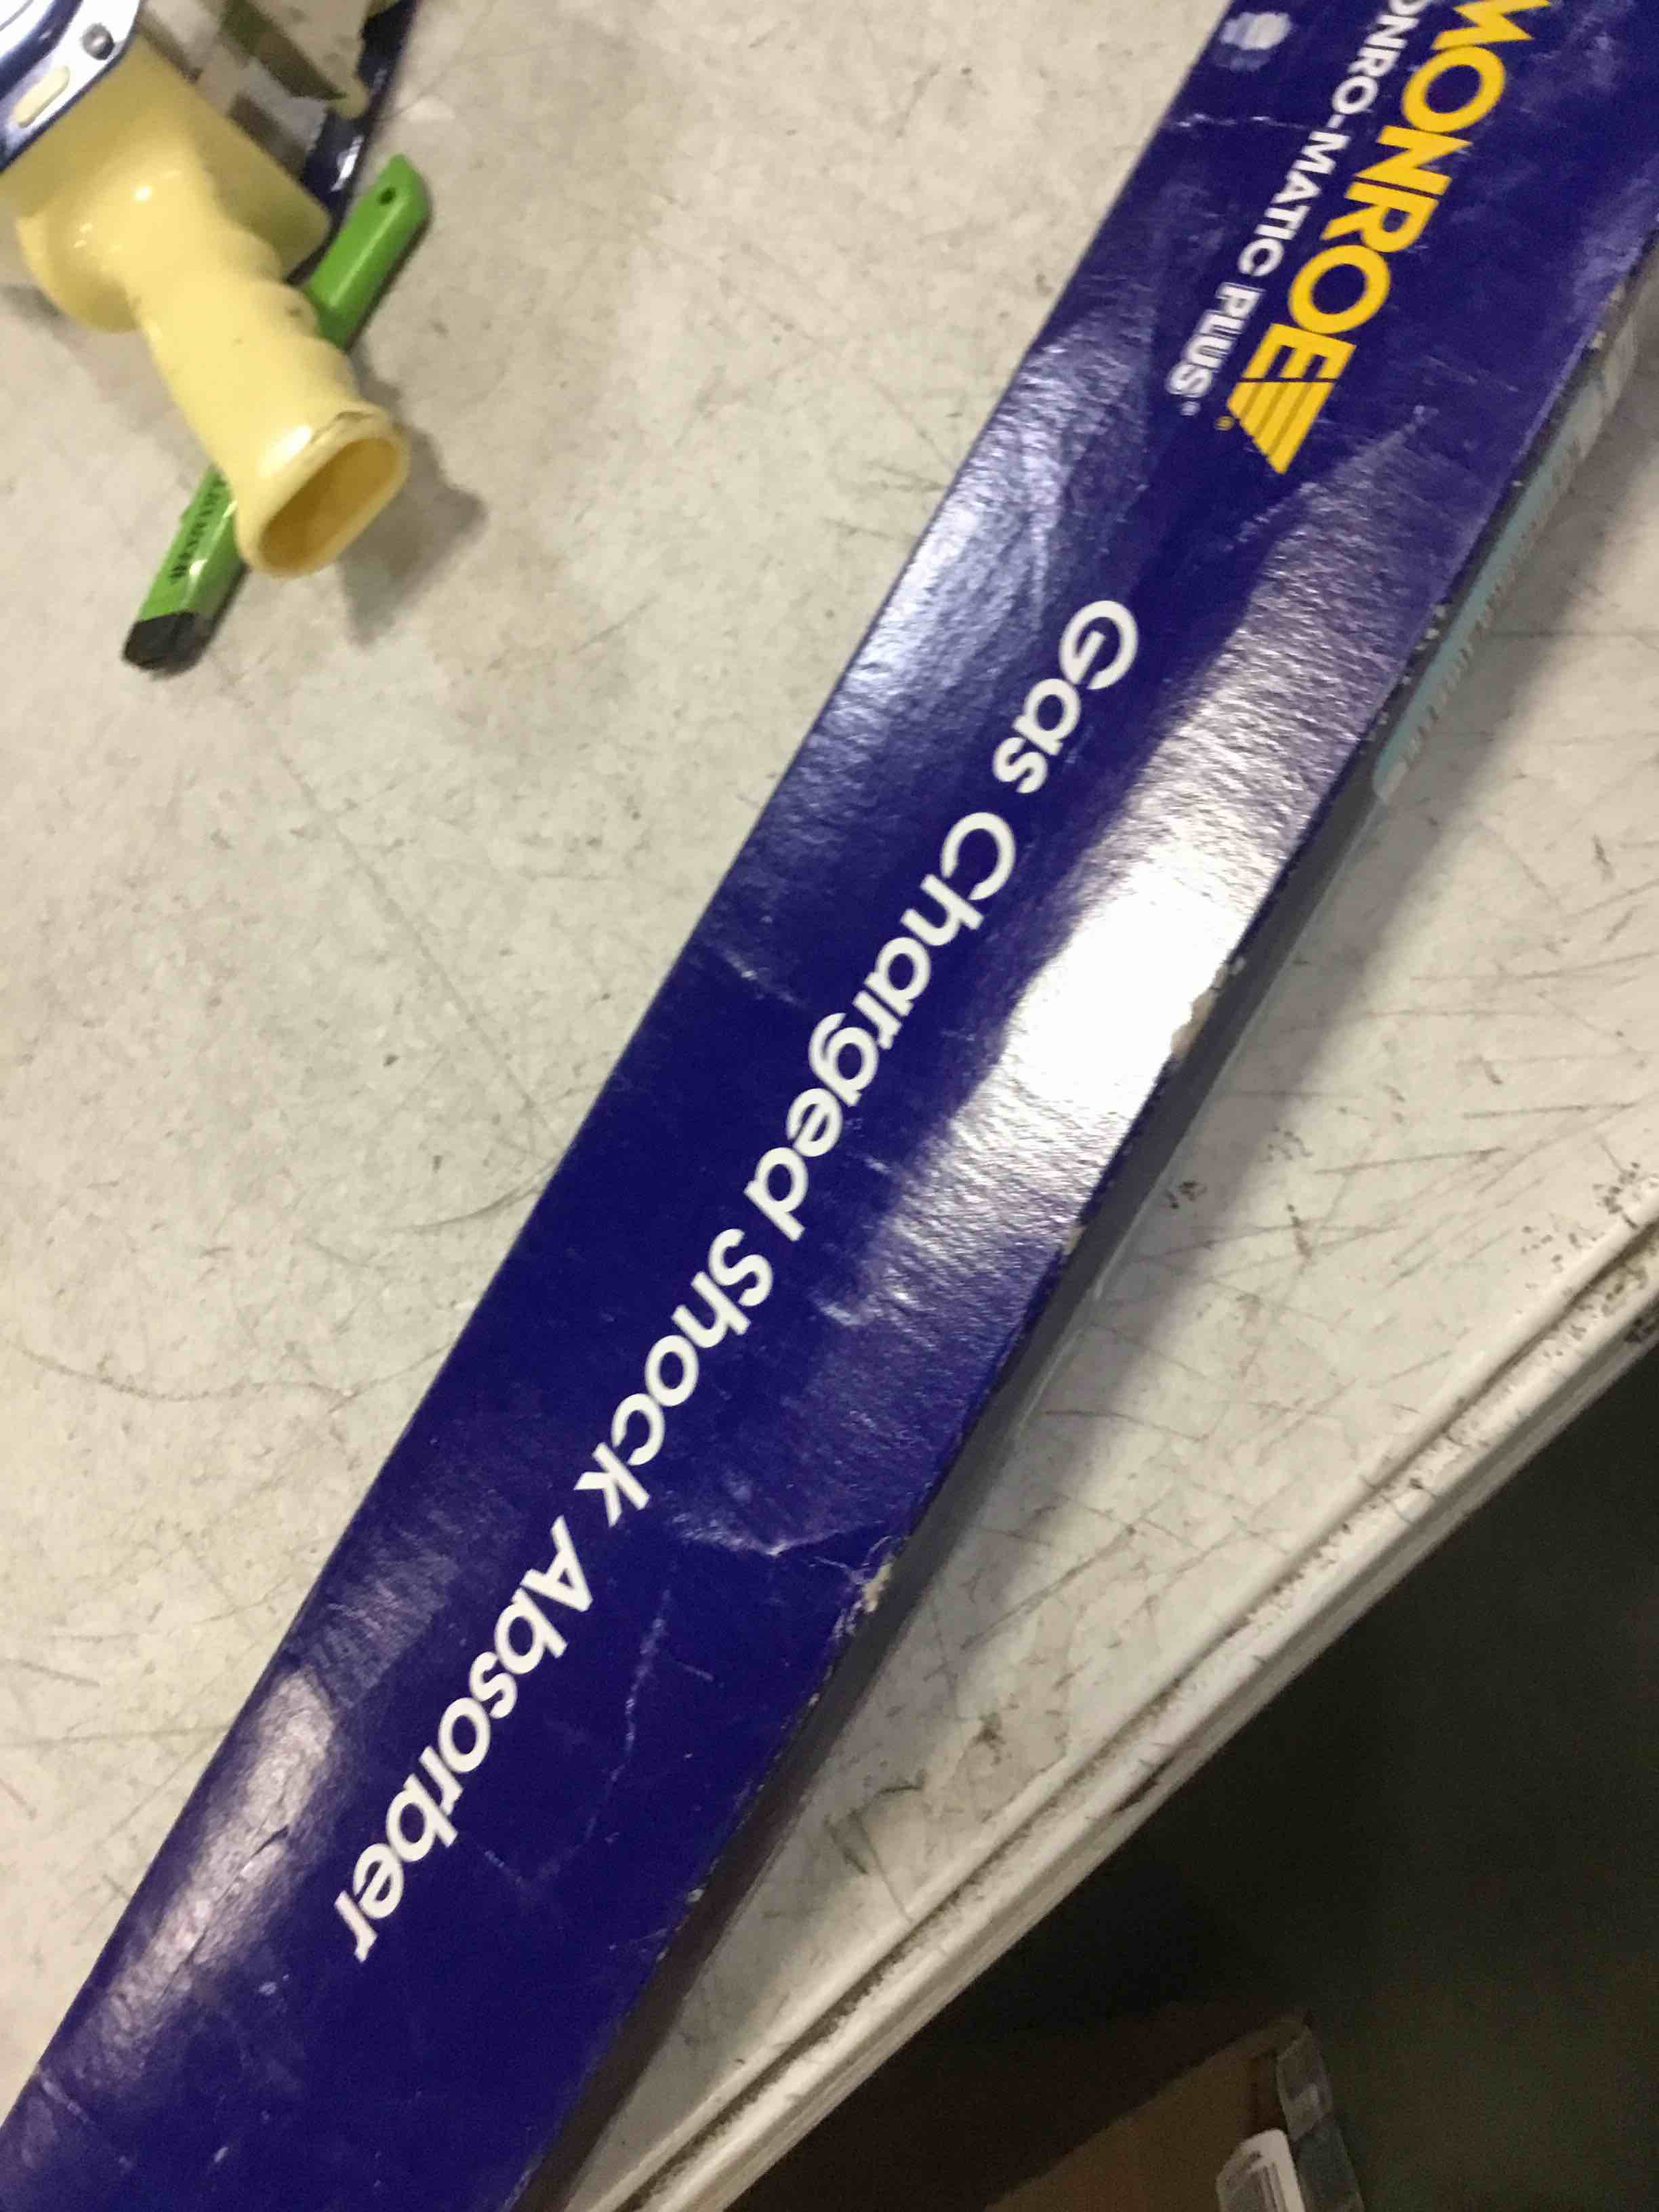 MONROE
MONRO-MATIC PLUS®
Gas Charged Shock Absorber